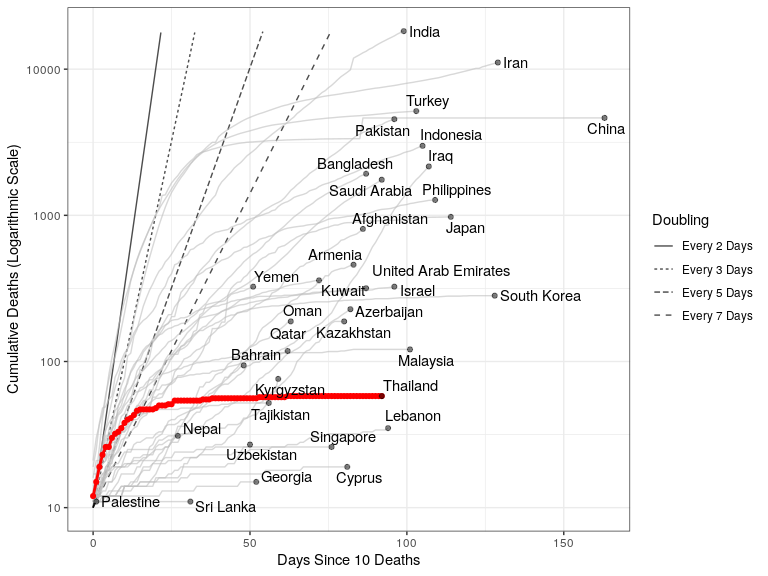 India
Iran
Turkey
Pakistan
China
Indonesia
Iraq
Bangladesh
Saudi Arabia
Philippines
Afghanistan
Japan
Armenia
Yemen
United Arab Emirates
Kuwait
Israel
South Korea
Oman
Azerbaijan
Qatar
Kazakhstan
Bahrain
Malaysia
Kyrgyzstan
Thailand
Tajikistan
Lebanon
Nepal
Singapore
Uzbekistan
Georgia
Cyprus
Palestine
Sri Lanka
10000
1000
100
10
0
50
100
150
Days Since 10 Deaths
Cumulative Deaths (Logarithmic Scale)
Doubling
Every 2 Days
Every 3 Days
Every 5 Days
Every 7 Days